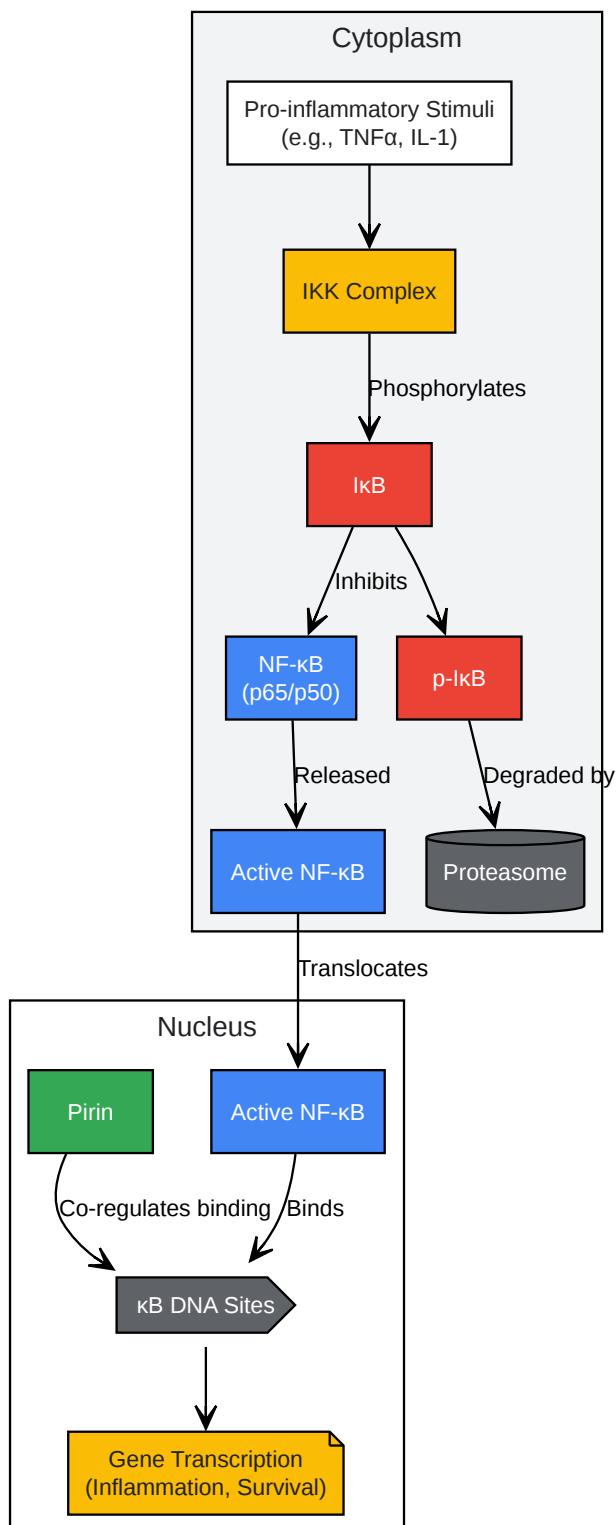 Cytoplasm
Pro-inflammatory Stimuli
(e.g., TNFα, IL-1)
IKK Complex
Phosphorylates
IκB
Inhibits
NF-κB
(p65/p50)
p-IκB
Released
Degraded by
Active NF-κB
Proteasome
Translocates
Nucleus
Pirin
Active NF-κB
Co-regulates binding
Binds
κB DNA Sites
Gene Transcription
(Inflammation, Survival)